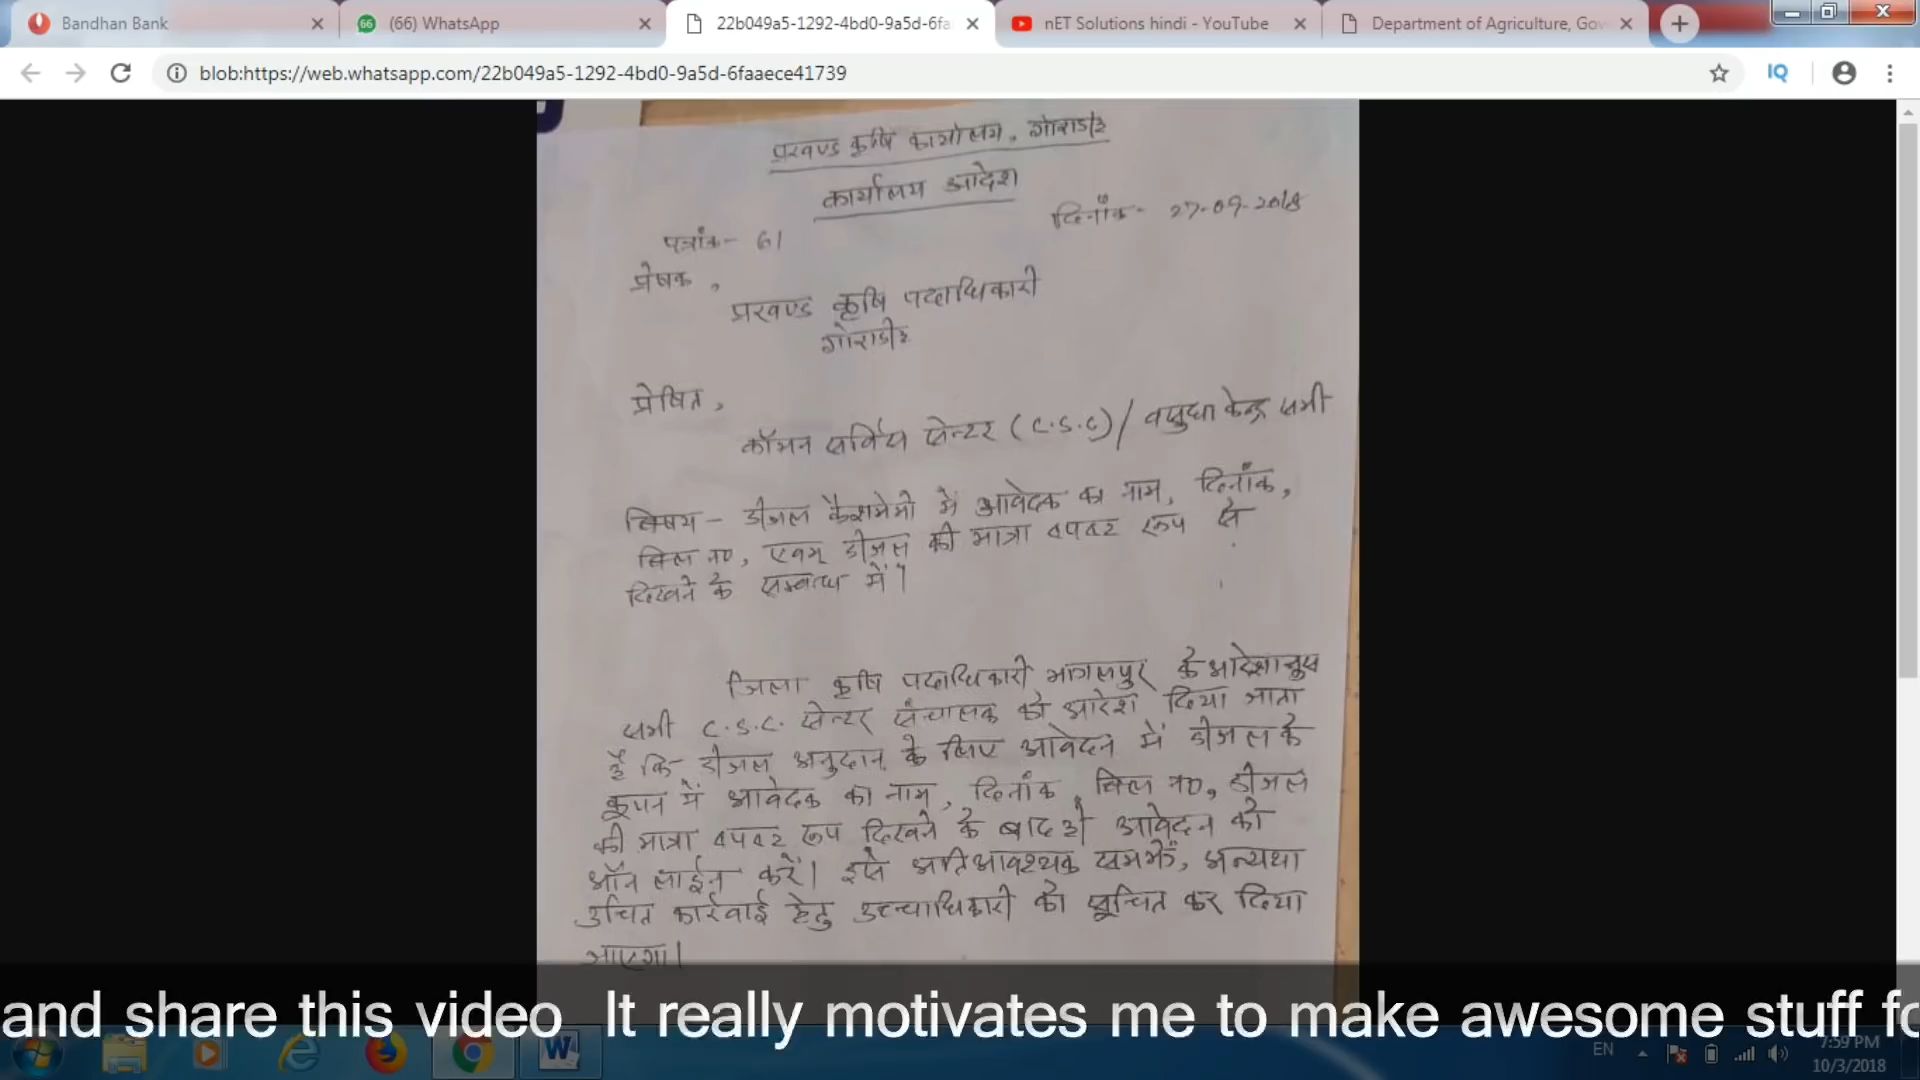 Bandhan Bank
(66) WhatsApp
22b049a5-1292-4bd0-9a5d-6fa
nET Solutions hindi - YouTube
Department of Agriculture, Gov
blob:https://web.whatsapp.com/22b049a5-1292-4bd0-9a5d-6faaece41739
प्रखण्ड कृषि कार्यालय, गोराडीह
कार्यालय आदेश
पत्रांक- 61
दिनाँक- 27-09-2018
प्रेषक,
प्रखण्ड कृषि पदाधिकारी
गोराडीह
प्रेषित,
कॉमन सर्विस सेन्टर (C.S.C) / वसुधा केन्द्र सभी
विषय - डीजल कैशमेमो में आवेदक का नाम, दिनाँक,
बिल न0, एवम् डीजल की मात्रा स्पष्ट रूप से
दिखने के सम्बन्ध में।
जिला कृषि पदाधिकारी भागलपुर के आदेशानुसार
सभी C.S.C. सेन्टर संचालक को आदेश दिया जाता
है कि डीजल अनुदान के लिए आवेदन में डीजल के
कूपन में आवेदक का नाम, दिनांक, बिल न0, डीजल
की मात्रा स्पष्ट रूप दिखने के बाद ही आवेदन को
ऑन लाईन करें। इसे अतिआवश्यक समझें, अन्यथा
उचित कार्रवाई हेतु उच्चाधिकारी को सूचित कर दिया
जाएगा।
and share this video It really motivates me to make awesome stuff fo
EN
7:59 PM
10/3/2018